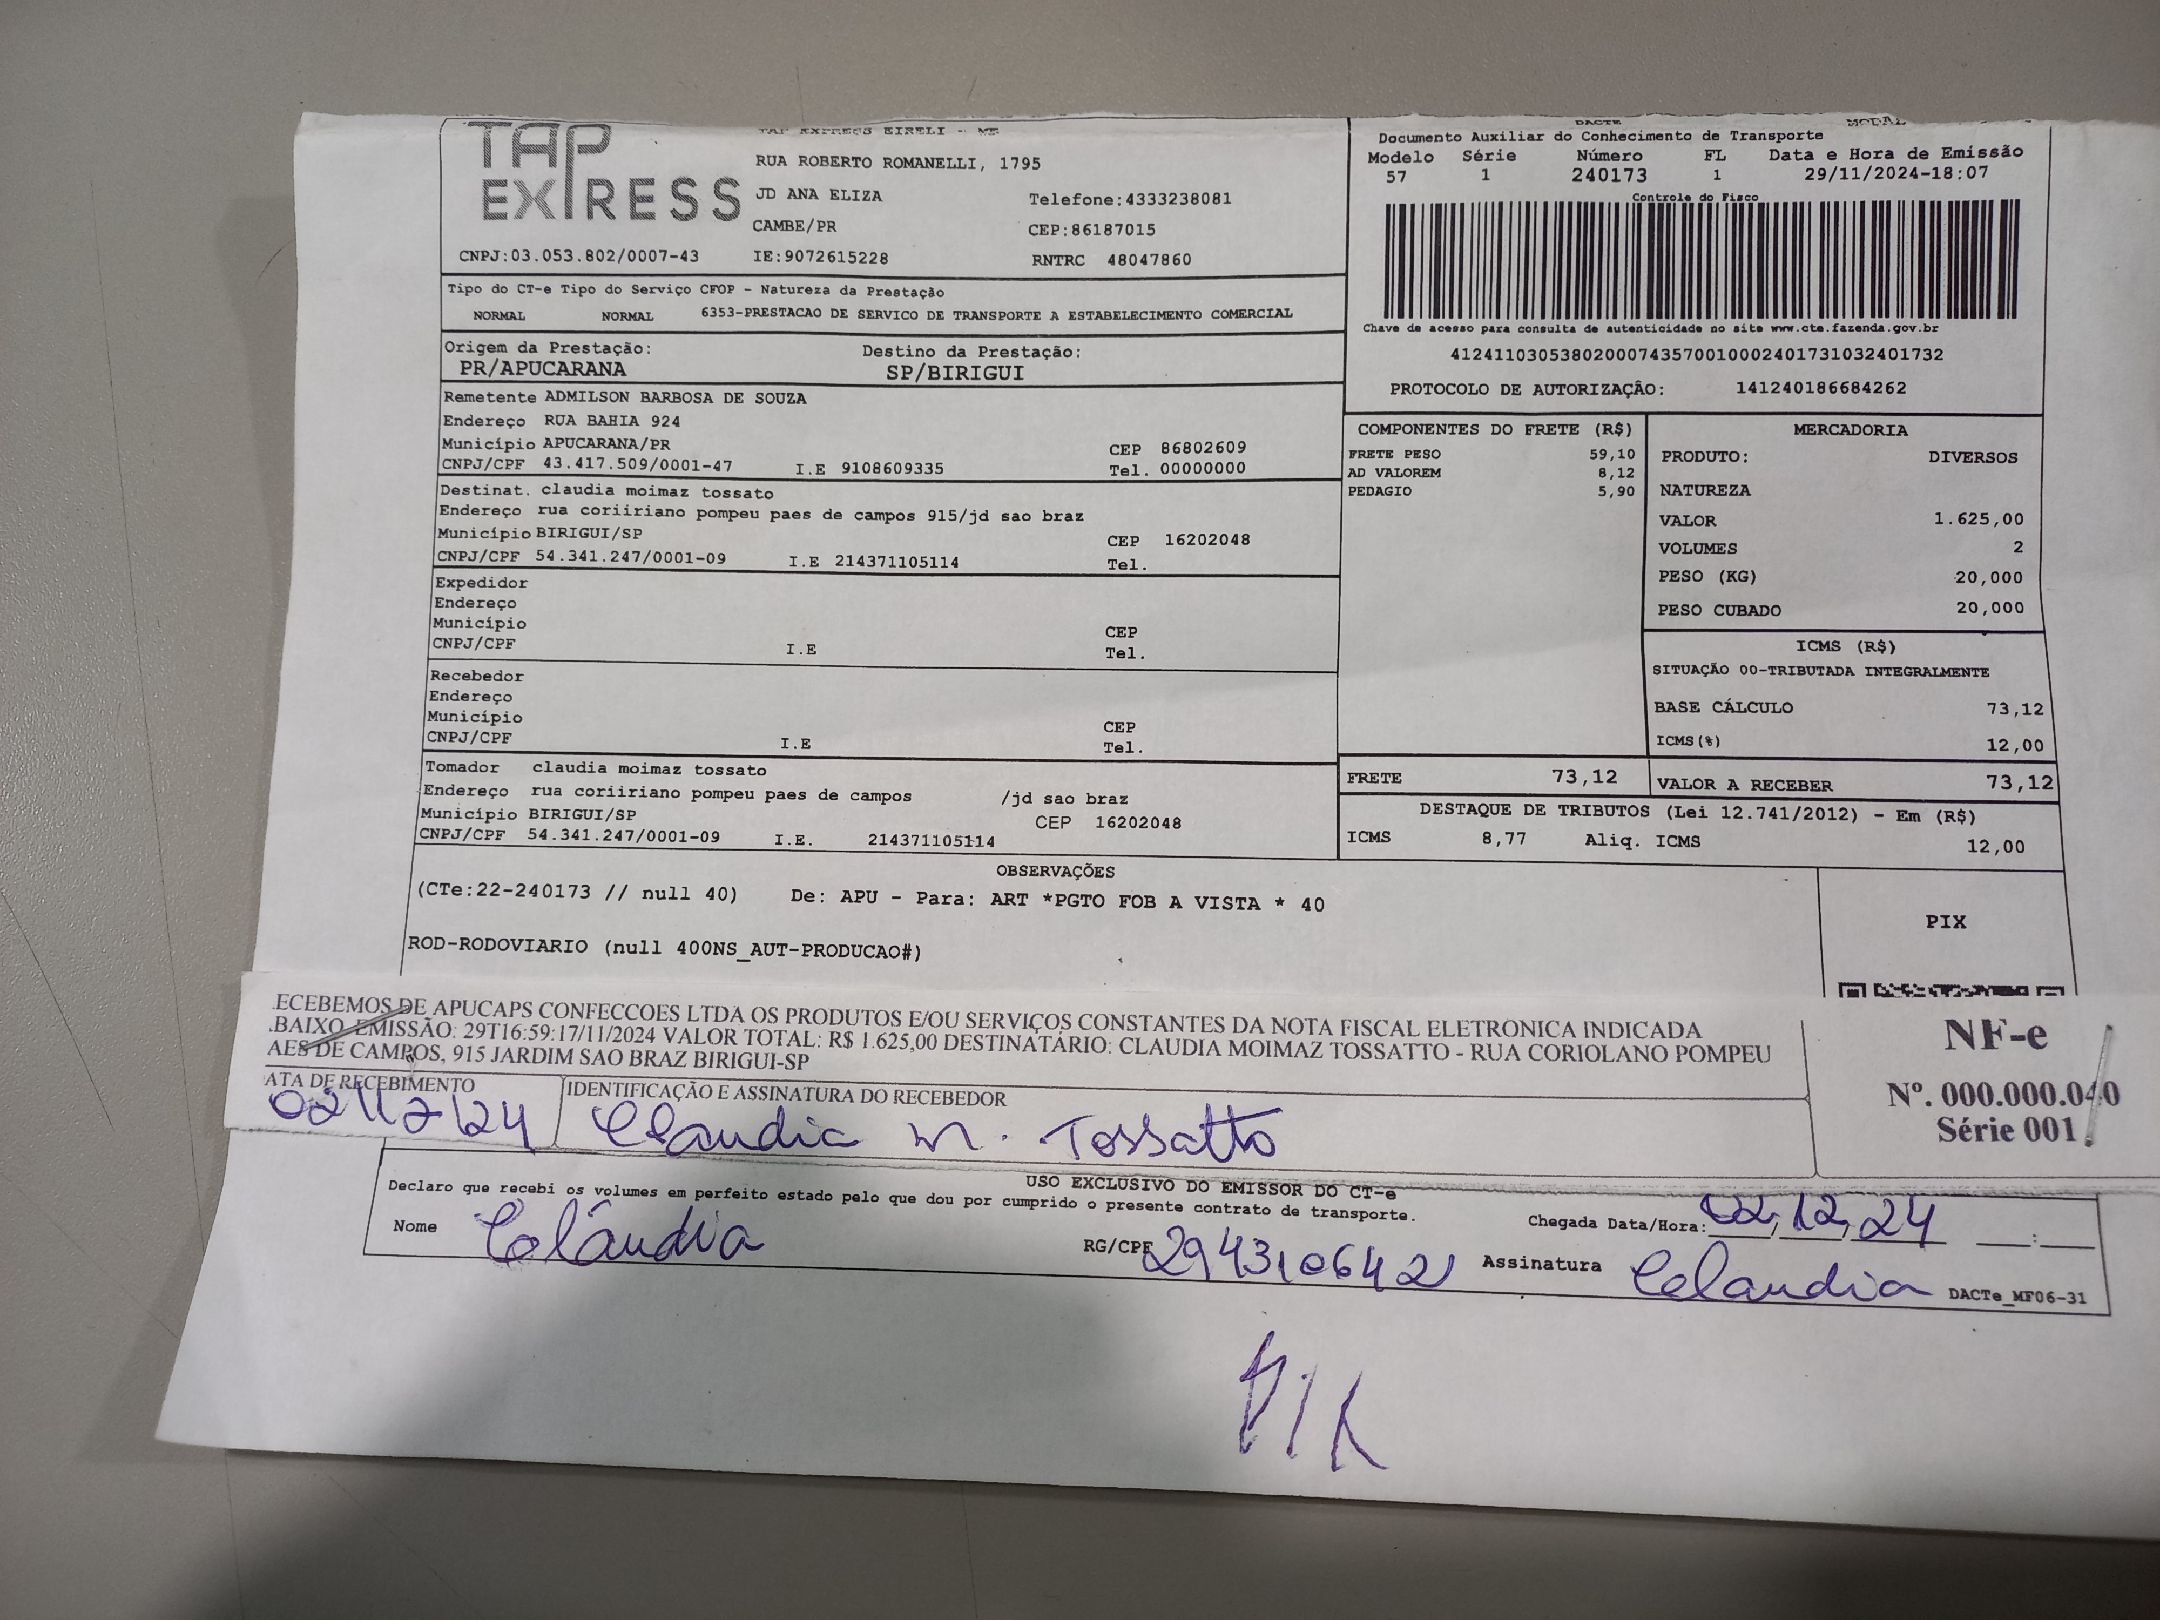 TAP EXPRESS
TAP EXPRESS EIRELI - ME
RUA ROBERTO ROMANELLI, 1795
JD ANA ELIZA Telefone:4333238081
CAMBE/PR CEP:86187015
CNPJ:03.053.802/0007-43 IE:9072615228 RNTRC 48047860
DACTE MODAL
Documento Auxiliar do Conhecimento de Transporte
Modelo Série Número FL Data e Hora de Emissão
57 1 240173 1 29/11/2024-18:07
Controle do Fisco
Chave de acesso para consulta de autenticidade no site www.cte.fazenda.gov.br
41241103053802000743570010002401731032401732
PROTOCOLO DE AUTORIZAÇÃO: 141240186684262
Tipo do CT-e Tipo do Serviço CFOP - Natureza da Prestação
NORMAL NORMAL 6353-PRESTACAO DE SERVICO DE TRANSPORTE A ESTABELECIMENTO COMERCIAL
Origem da Prestação: Destino da Prestação:
PR/APUCARANA SP/BIRIGUI
Remetente ADMILSON BARBOSA DE SOUZA
Endereço RUA BAHIA 924
Município APUCARANA/PR CEP 86802609
CNPJ/CPF 43.417.509/0001-47 I.E 9108609335 Tel. 00000000
Destinat. claudia moimaz tossato
Endereço rua coriiriano pompeu paes de campos 915/jd sao braz
Município BIRIGUI/SP CEP 16202048
CNPJ/CPF 54.341.247/0001-09 I.E 214371105114 Tel.
Expedidor
Endereço
Município CEP
CNPJ/CPF I.E Tel.
Recebedor
Endereço
Município CEP
CNPJ/CPF I.E Tel.
Tomador claudia moimaz tossato
Endereço rua coriiriano pompeu paes de campos /jd sao braz
Município BIRIGUI/SP CEP 16202048
CNPJ/CPF 54.341.247/0001-09 I.E. 214371105114
COMPONENTES DO FRETE (R$)
FRETE PESO 59,10
AD VALOREM 8,12
PEDAGIO 5,90
MERCADORIA
PRODUTO: DIVERSOS
NATUREZA
VALOR 1.625,00
VOLUMES 2
PESO (KG) 20,000
PESO CUBADO 20,000
ICMS (R$)
SITUAÇÃO 00-TRIBUTADA INTEGRALMENTE
BASE CÁLCULO 73,12
ICMS(%) 12,00
FRETE 73,12 VALOR A RECEBER 73,12
DESTAQUE DE TRIBUTOS (Lei 12.741/2012) - Em (R$)
ICMS 8,77 Aliq. ICMS 12,00
OBSERVAÇÕES
(CTe:22-240173 // null 40) De: APU - Para: ART *PGTO FOB A VISTA * 40
ROD-RODOVIARIO (null 400NS_AUT-PRODUCAO#)
PIX
ECEBEMOS DE APUCAPS CONFECCOES LTDA OS PRODUTOS E/OU SERVIÇOS CONSTANTES DA NOTA FISCAL ELETRONICA INDICADA
.BAIXO EMISSÃO: 29T16:59:17/11/2024 VALOR TOTAL: R$ 1.625,00 DESTINATÁRIO: CLAUDIA MOIMAZ TOSSATTO - RUA CORIOLANO POMPEU
AES DE CAMPOS, 915 JARDIM SAO BRAZ BIRIGUI-SP
ATA DE RECEBIMENTO IDENTIFICAÇÃO E ASSINATURA DO RECEBEDOR
02/12/24 Claudia M. Tossatto
NF-e
Nº. 000.000.040
Série 001
USO EXCLUSIVO DO EMISSOR DO CT-e
Declaro que recebi os volumes em perfeito estado pelo que dou por cumprido o presente contrato de transporte.
Chegada Data/Hora: 02,12,24 :
Nome Claudia RG/CPF 294310642 Assinatura Claudia DACTe_MF06-31
PIX